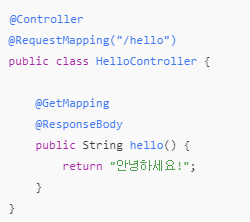 @Controller
@RequestMapping("/hello")
public class HelloController {
@GetMapping
@ResponseBody
public String hello() {
return "안녕하세요!";
}
}